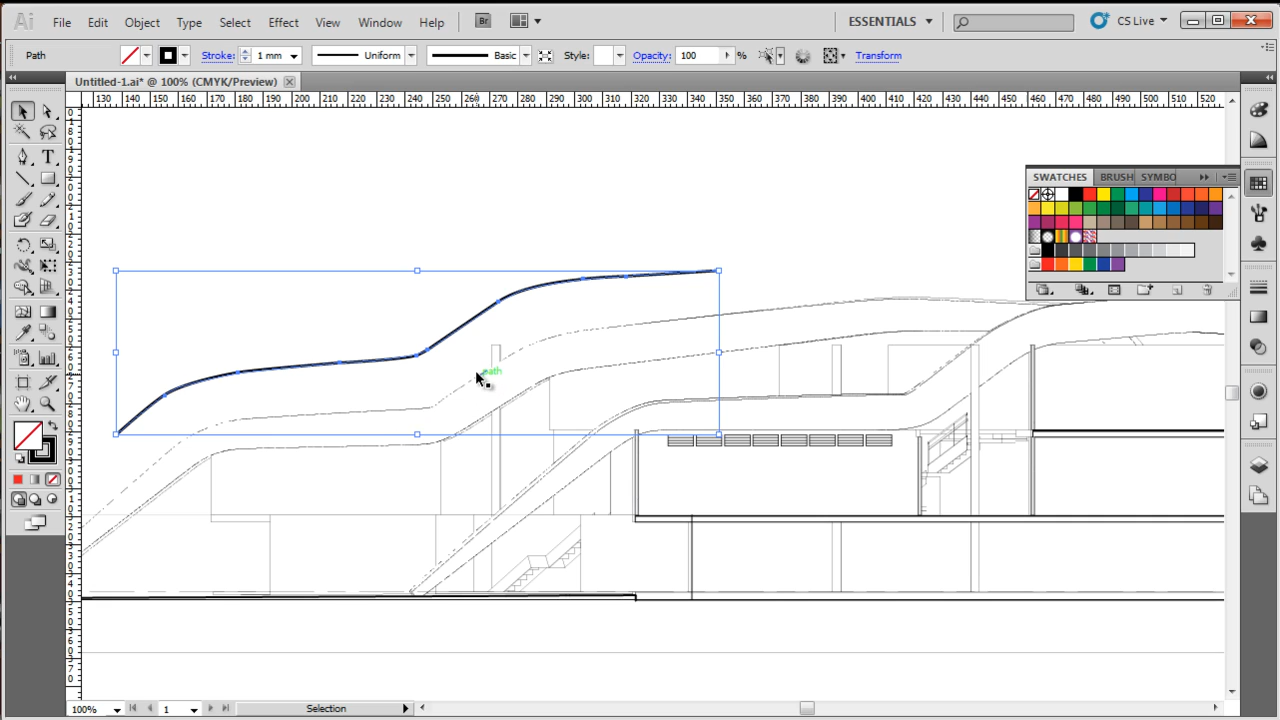 Ai File Edit Object Type Select Effect View Window Help Br ESSENTIALS CS Live
Path Stroke: 1 mm Uniform Basic Style: Opacity: 100 % Transform
Untitled-1.ai* @ 100% (CMYK/Preview)
130 140 150 160 170 180 190 200 210 220 230 240 250 260 270 280 290 300 310 320 330 340 350 360 370 380 390 400 410 420 430 440 450 460 470 480 490 500 510 520
SWATCHES BRUSH SYMBO
path
100% 1 Selection